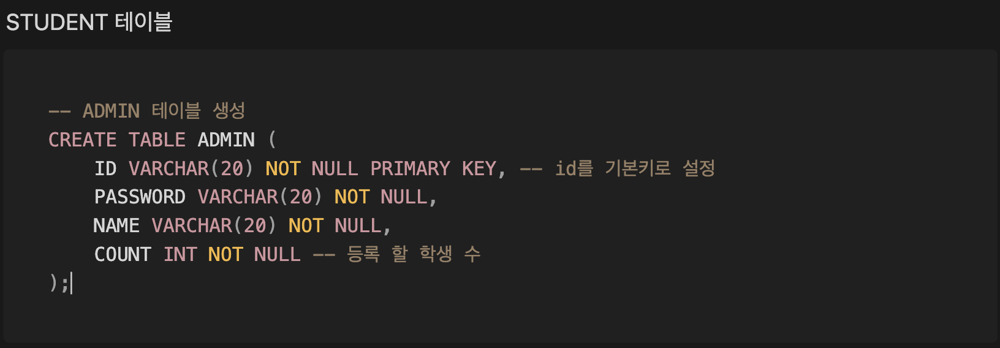 STUDENT 테이블
-- ADMIN 테이블 생성
CREATE TABLE ADMIN (
ID VARCHAR(20) NOT NULL PRIMARY KEY, -- id를 기본키로 설정
PASSWORD VARCHAR(20) NOT NULL,
NAME VARCHAR(20) NOT NULL,
COUNT INT NOT NULL -- 등록 할 학생 수
);